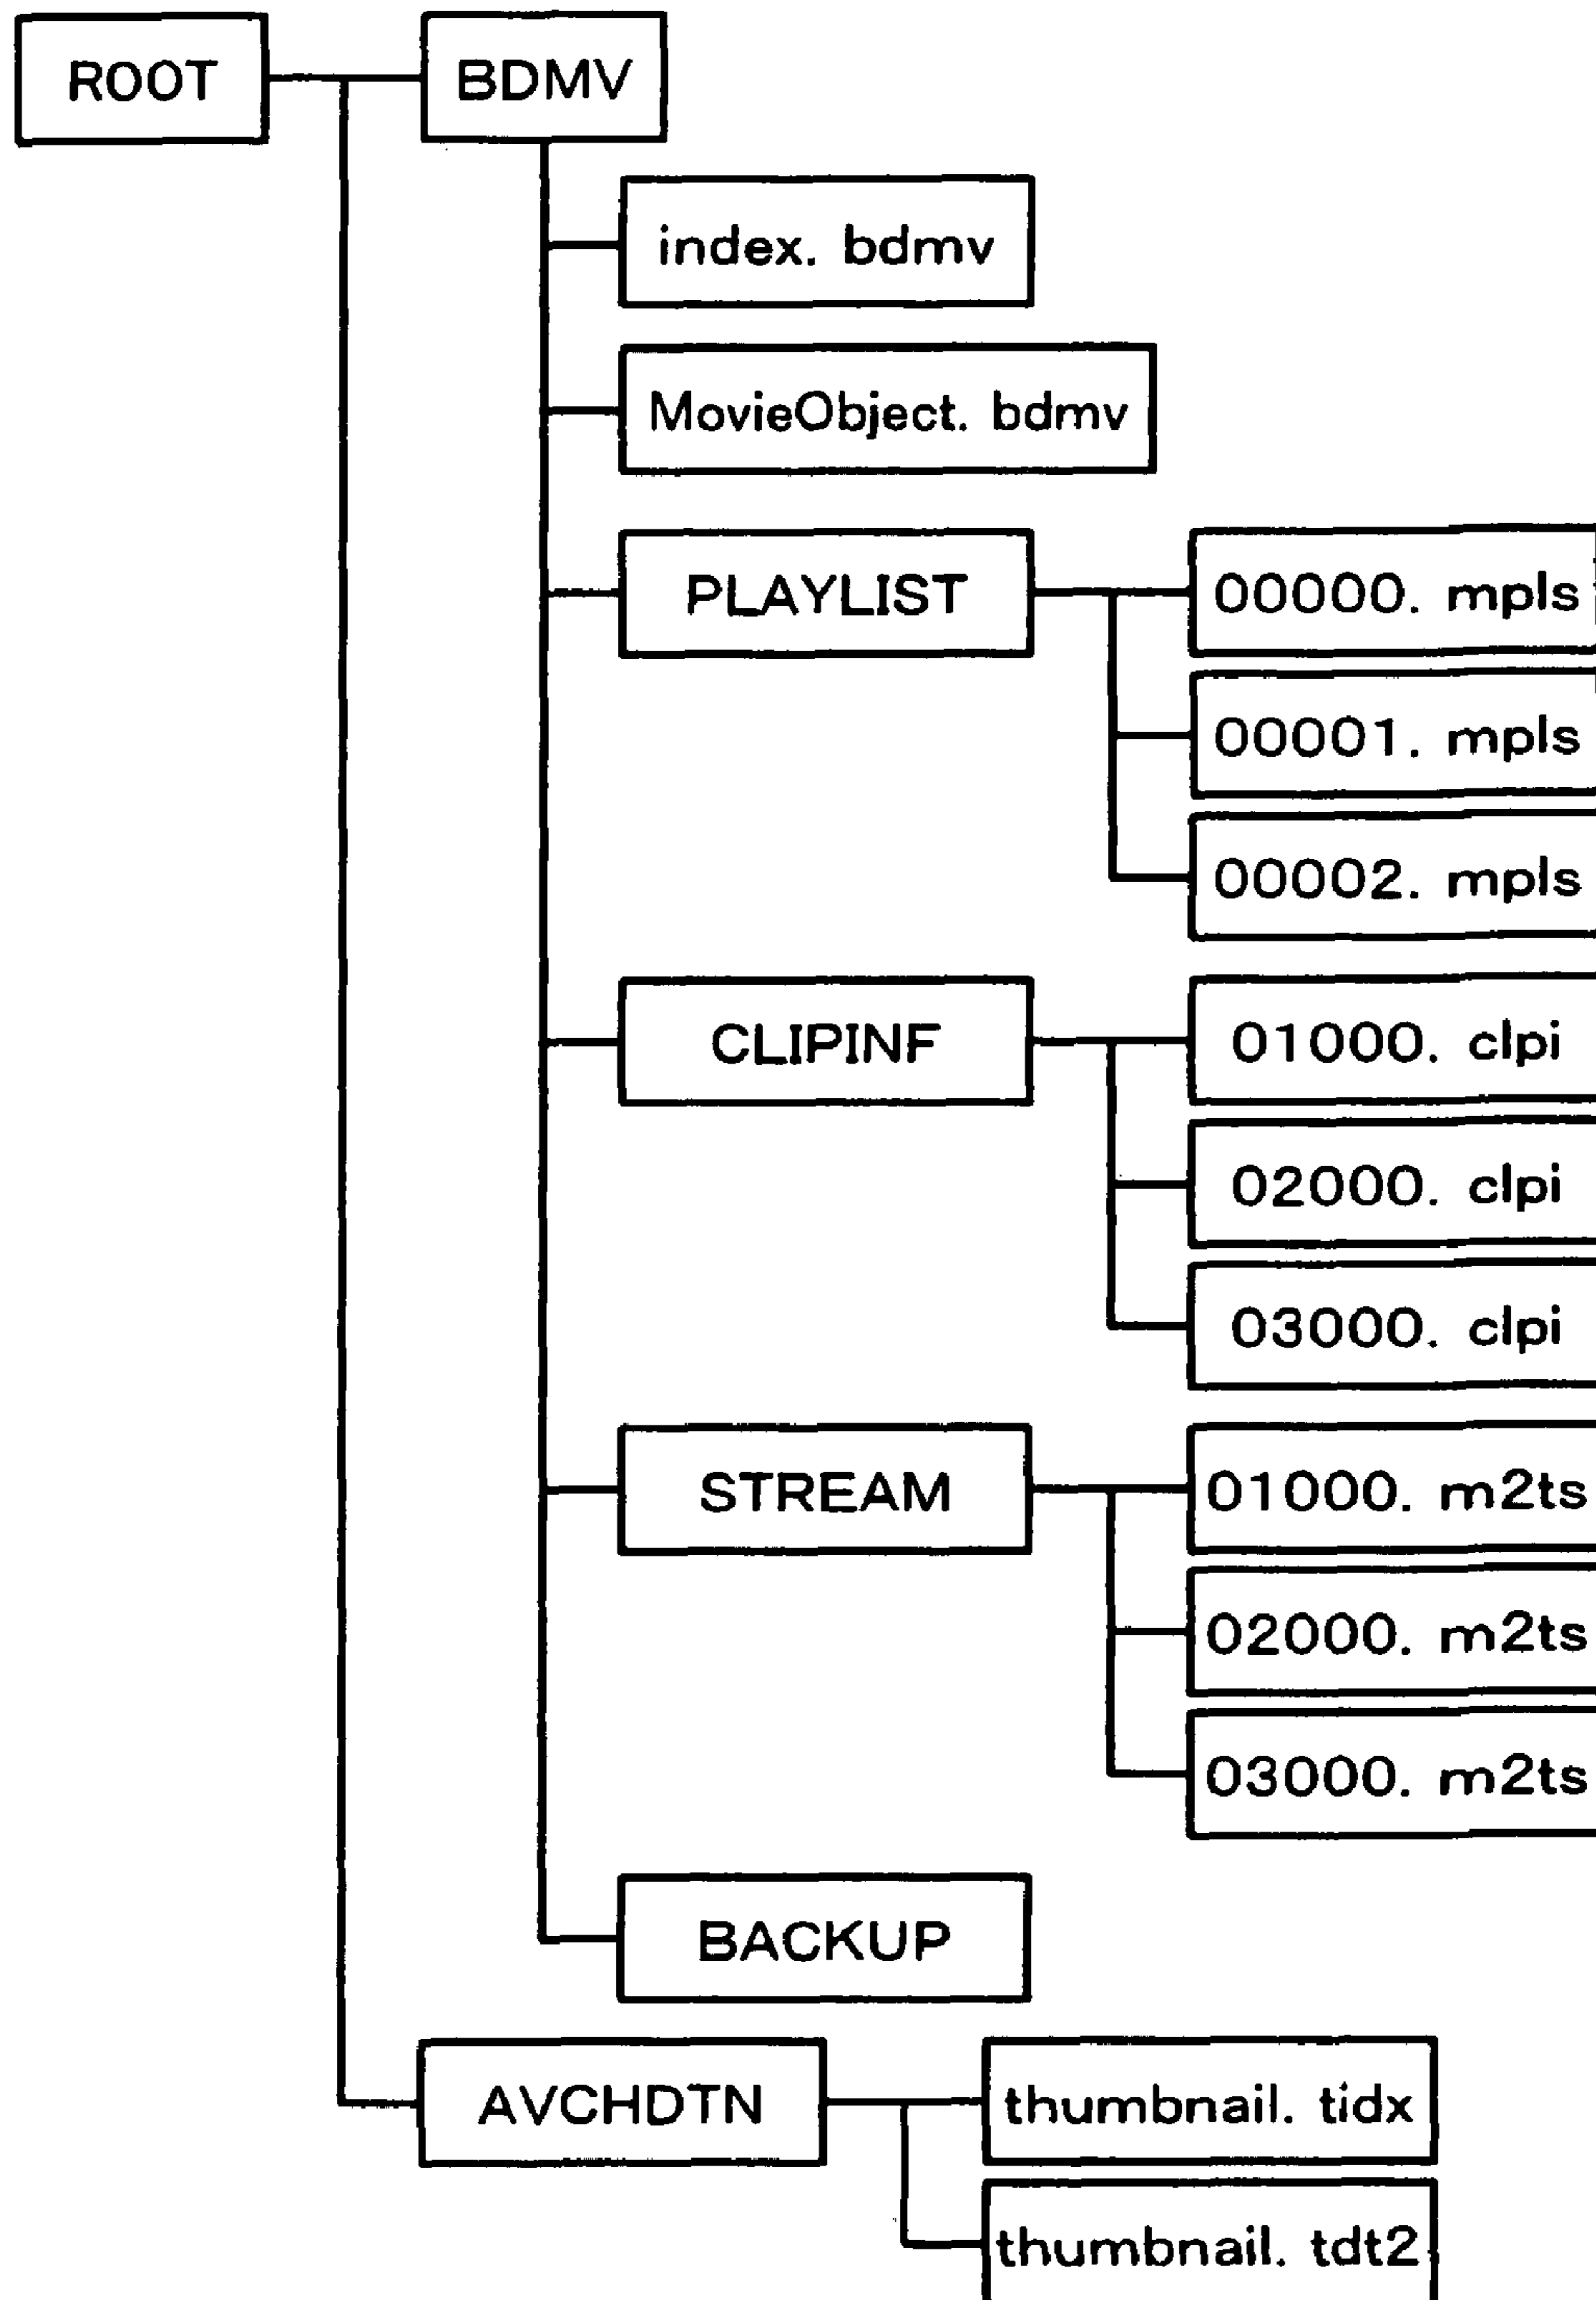 ROOT
BDMV
index. bdmv
MovieObject. bdmv
PLAYLIST
00000. mpls
00001. mpls
00002. mpls
CLIPINF
01000. clpi
02000. clpi
03000. clpi
STREAM
01000. m2ts
02000. m2ts
03000. m2ts
BACKUP
AVCHDTN
thumbnail. tidx
thumbnail. tdt2